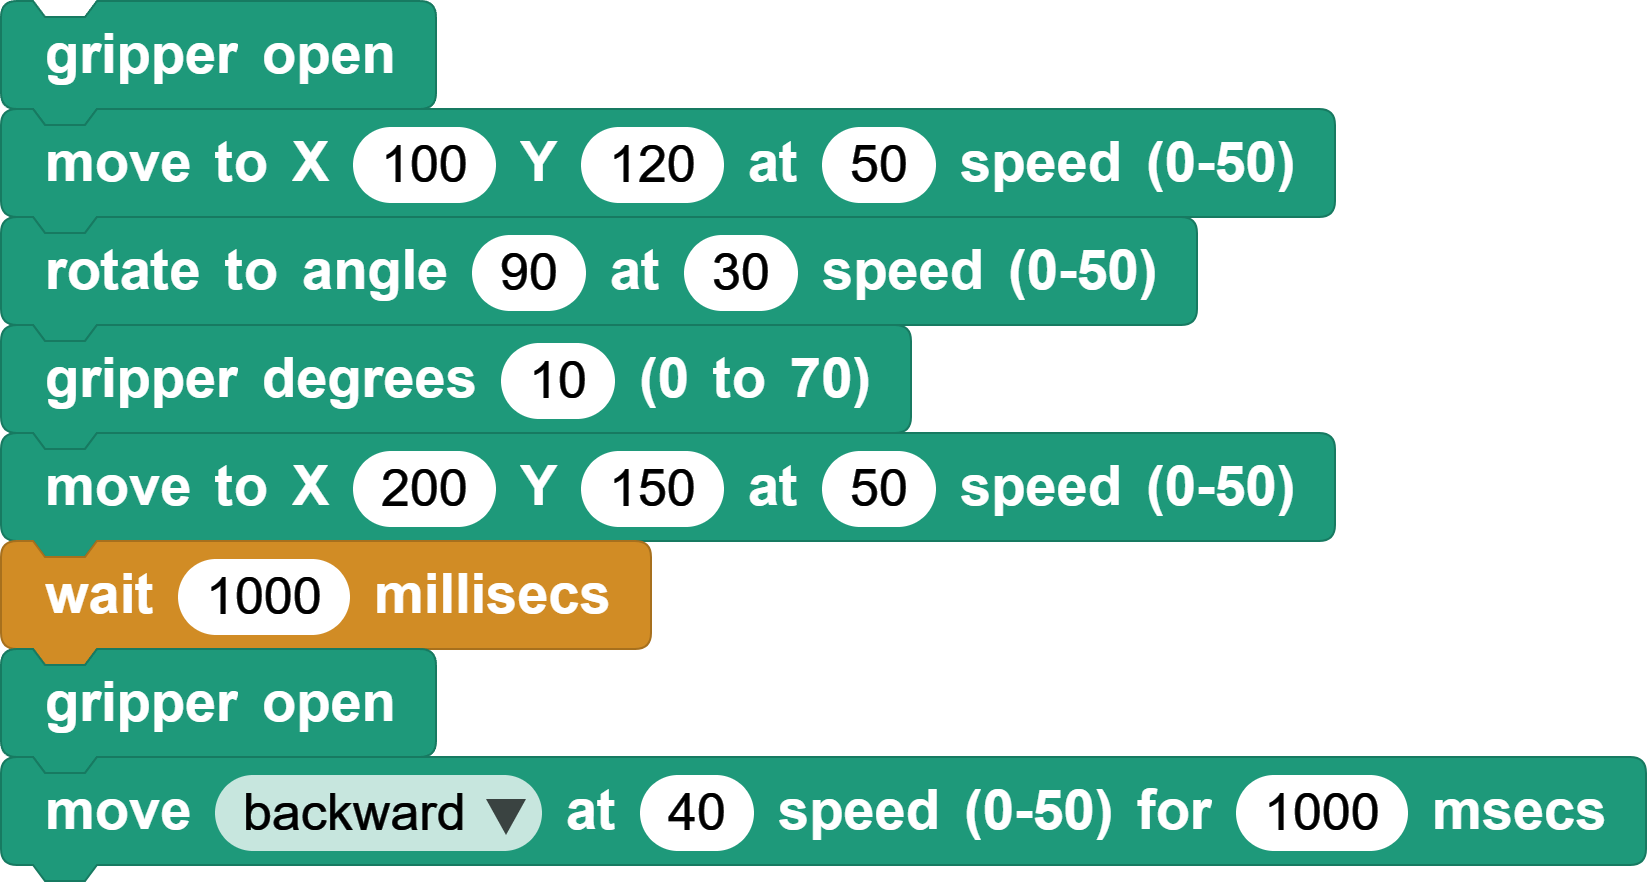 gripper open
move to X 100 Y 120 at 50 speed (0-50)
rotate to angle 90 at 30 speed (0-50)
gripper degrees 10 (0 to 70)
move to X 200 Y 150 at 50 speed (0-50)
wait 1000 millisecs
gripper open
move backward ▼ at 40 speed (0-50) for 1000 msecs